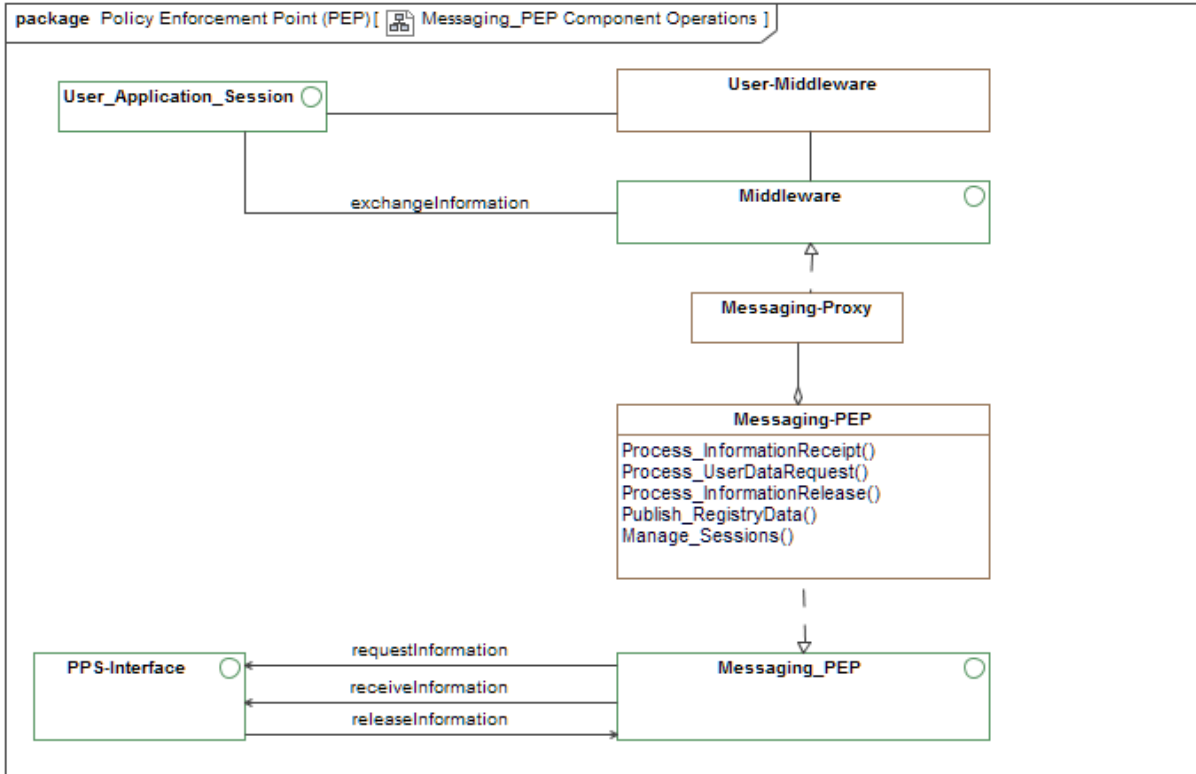 package Policy Enforcement Point (PEP) [ Messaging_PEP Component Operations ]
User_Application_Session
User-Middleware
Middleware
exchangeInformation
Messaging-Proxy
Messaging-PEP
Process_InformationReceipt()
Process_UserDataRequest()
Process_InformationRelease()
Publish_RegistryData()
Manage_Sessions()
PPS-Interface
requestInformation
receiveInformation
releaseInformation
Messaging_PEP